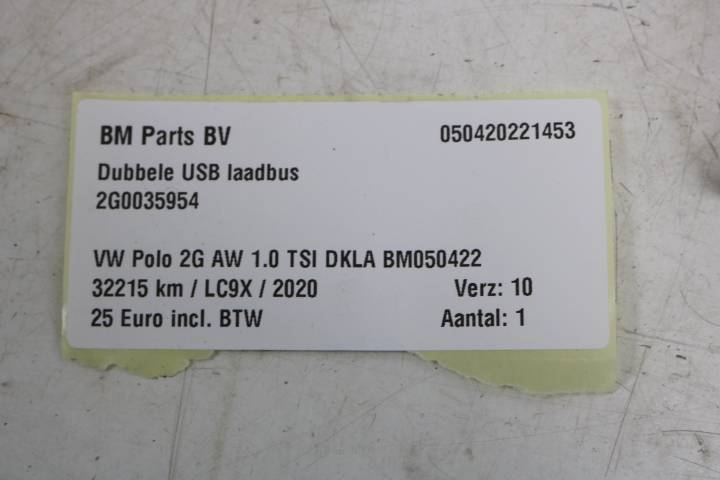 BM Parts BV 050420221453
Dubbele USB laadbus
2G0035954
VW Polo 2G AW 1.0 TSI DKLA BM050422
32215 km / LC9X / 2020 Verz: 10
25 Euro incl. BTW Aantal: 1